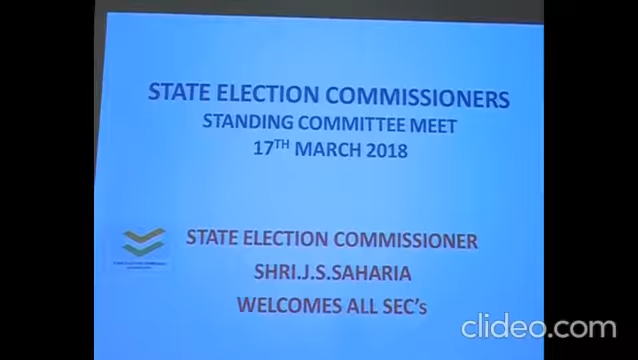 STATE ELECTION COMMISSIONERS
STANDING COMMITTEE MEET
17TH MARCH 2018
STATE ELECTION COMMISSIONER
SHRI.J.S.SAHARIA
WELCOMES ALL SEC's
clideo.com